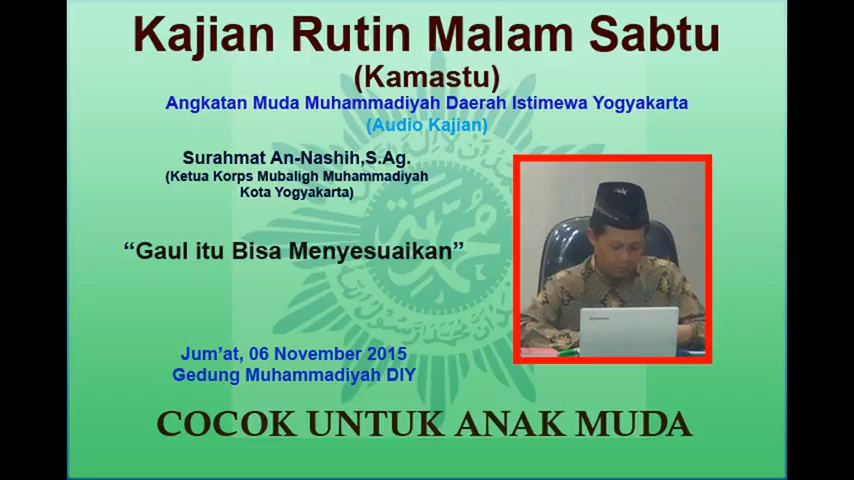 Kajian Rutin Malam Sabtu
(Kamastu)
Angkatan Muda Muhammadiyah Daerah Istimewa Yogyakarta
(Audio Kajian)
Surahmat An-Nashih,S.Ag.
(Ketua Korps Mubaligh Muhammadiyah
Kota Yogyakarta)
“Gaul itu Bisa Menyesuaikan”
Jum’at, 06 November 2015
Gedung Muhammadiyah DIY
COCOK UNTUK ANAK MUDA